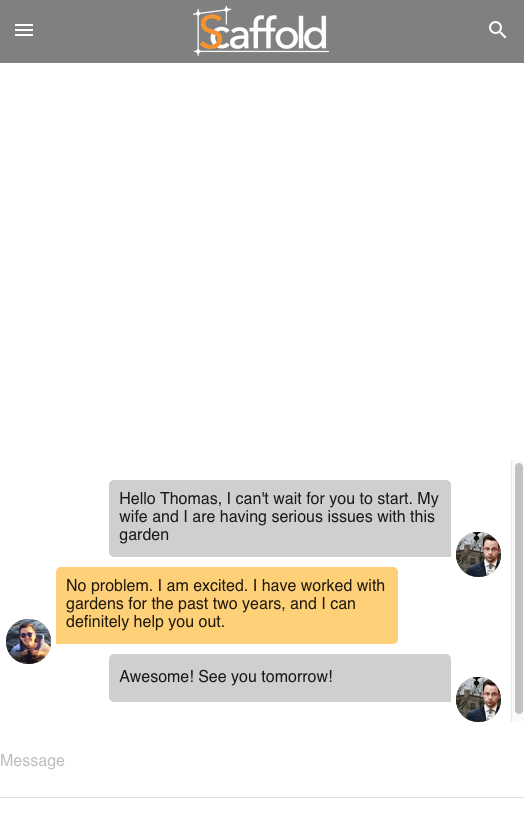 Scaffold
Hello Thomas, I can't wait for you to start. My
wife and I are having serious issues with this
garden
No problem. I am excited. I have worked with
gardens for the past two years, and I can
definitely help you out.
Awesome! See you tomorrow!
Message